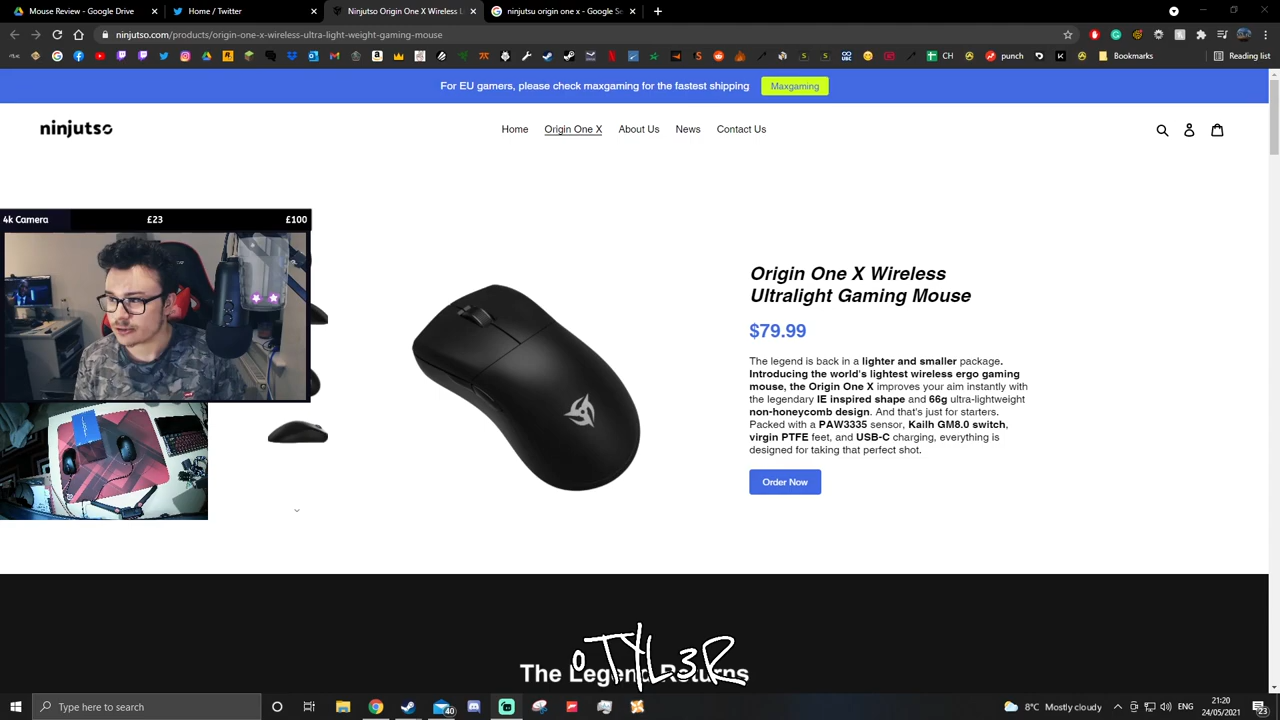 Mouse Review - Google Drive
Home / Twitter
Ninjutso Origin One X Wireless L
ninjutso origin one x - Google Se
ninjutso.com/products/origin-one-x-wireless-ultra-light-weight-gaming-mouse
CH
punch
Bookmarks
Reading list
For EU gamers, please check maxgaming for the fastest shipping
Maxgaming
ninjutso
Home
Origin One X
About Us
News
Contact Us
4k Camera
£23
£100
Origin One X Wireless
Ultralight Gaming Mouse
$79.99
The legend is back in a lighter and smaller package.
Introducing the world's lightest wireless ergo gaming
mouse, the Origin One X improves your aim instantly with
the legendary IE inspired shape and 66g ultra-lightweight
non-honeycomb design. And that's just for starters.
Packed with a PAW3335 sensor, Kailh GM8.0 switch,
virgin PTFE feet, and USB-C charging, everything is
designed for taking that perfect shot.
Order Now
The Legend Returns
oTYL3R
Type here to search
40
8°C Mostly cloudy
ENG
21:20
24/05/2021
23